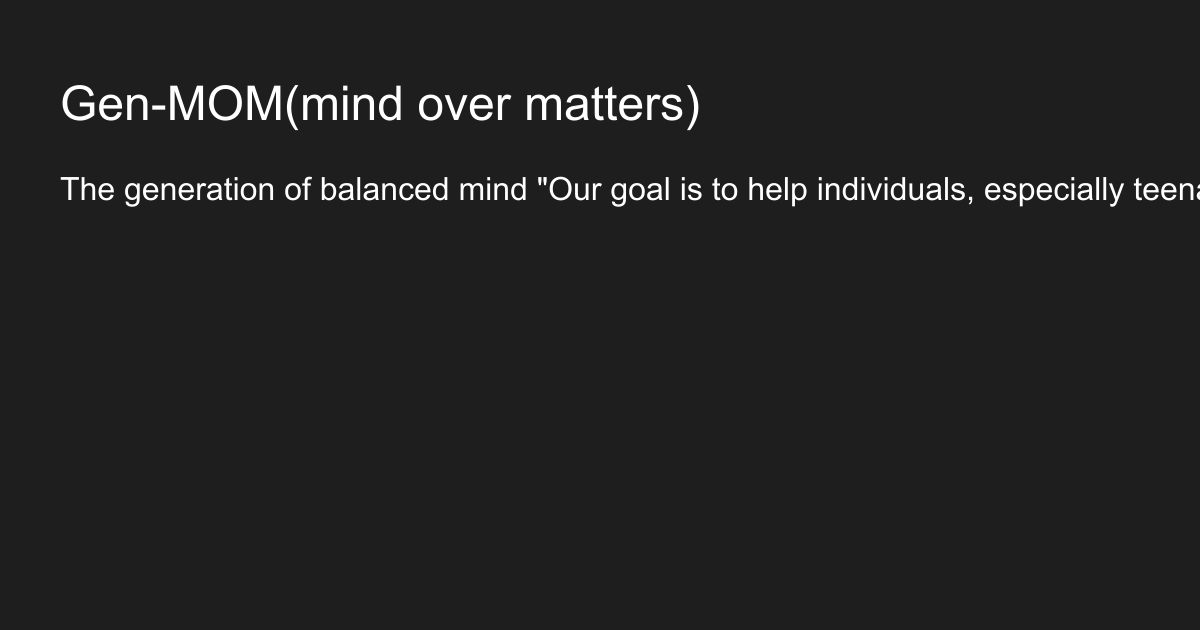 Gen-MOM(mind over matters)
The generation of balanced mind "Our goal is to help individuals, especially